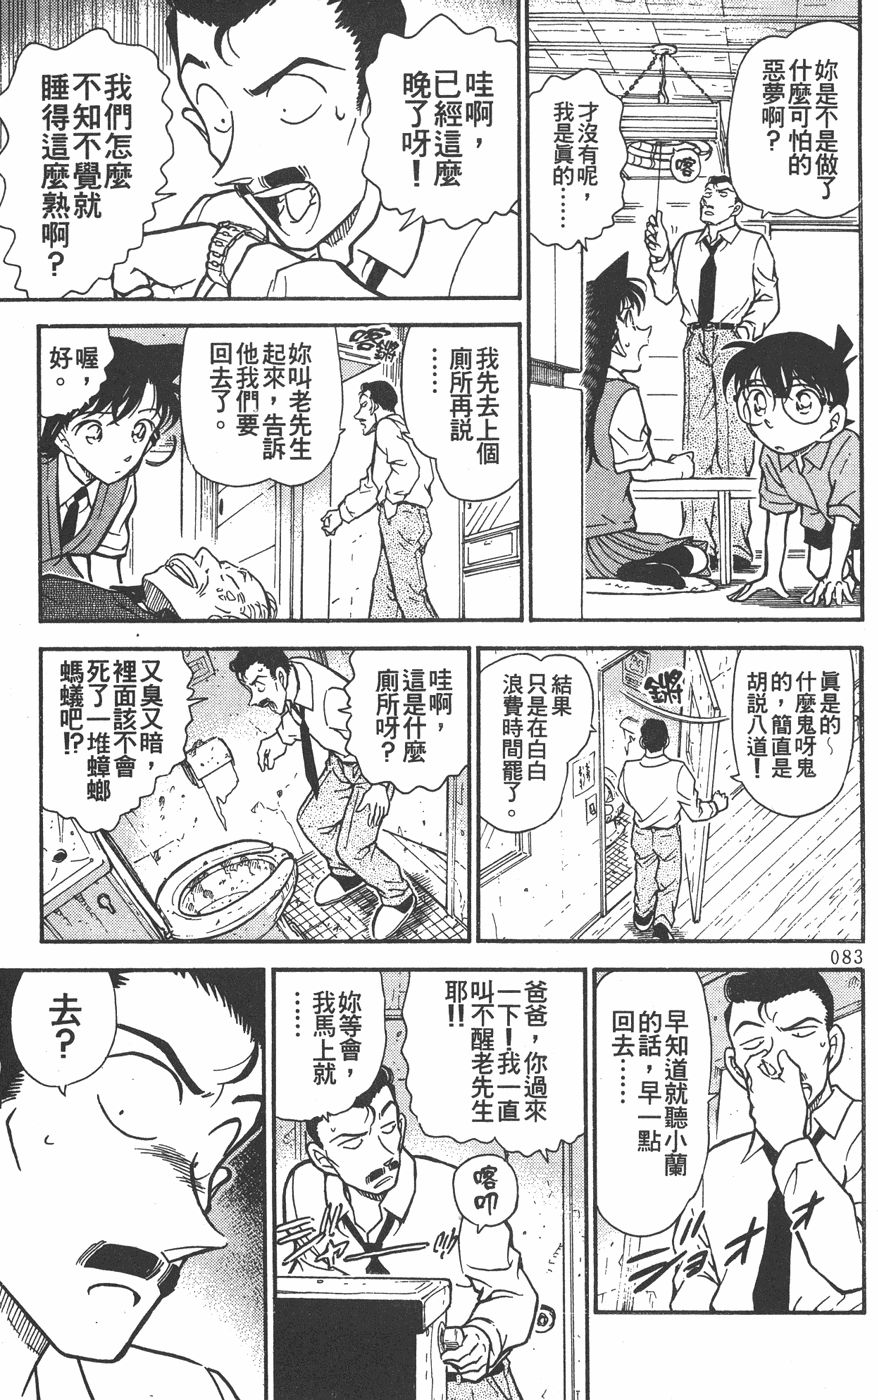 妳是不是做了
什麼可怕的
惡夢啊？
喀
才沒有呢，
我是眞的……
哇啊，
已經這麼
晚了呀！
我們怎麼
不知不覺就
睡得這麼熟啊？
我先去上個
廁所再說
……
喀鏘
妳叫老先生
起來，告訴
他我們要
回去了。
喔，
好。
眞是的～
什麼鬼呀鬼
的，簡直是
胡説八道！
鏘
結果
只是在白白
浪費時間罷了。
哇啊，
這是什麼
廁所呀？
又臭又暗，
裡面該不會
死了一堆蟑螂
螞蟻吧!?
083
早知道就聽小蘭
的話，早一點
回去……
爸爸，你過來
一下！我一直
叫不醒老先生
耶!!
妳等會，
我馬上就
……
喀叩
去？